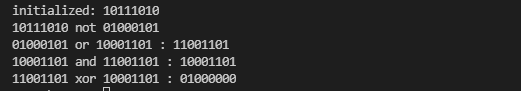 initialized: 10111010
10111010 not 01000101
01000101 or 10001101 : 11001101
10001101 and 11001101 : 10001101
11001101 xor 10001101 : 01000000